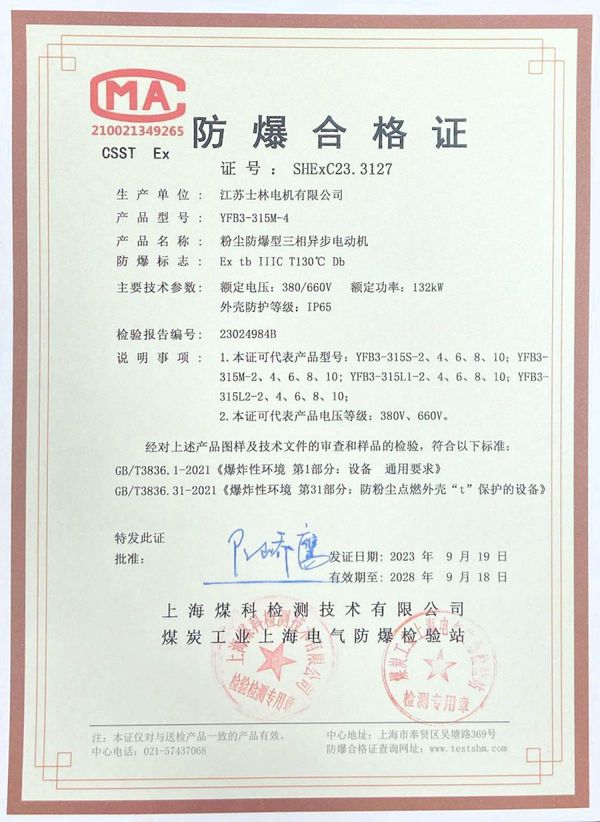 CMA
210021349265
CSST Ex
防爆合格证
证号：SHExC23.3127
生产单位：江苏士林电机有限公司
产品型号：YFB3-315M-4
产品名称：粉尘防爆型三相异步电动机
防爆标志：Ex tb IIIC T130℃ Db
主要技术参数：额定电压：380/660V 额定功率：132kW
外壳防护等级：IP65
检验报告编号：23024984B
说明事项：1.本证可代表产品型号：YFB3-315S-2、4、6、8、10；YFB3-
315M-2、4、6、8、10；YFB3-315L1-2、4、6、8、10；YFB3-
315L2-2、4、6、8、10；
2.本证可代表产品电压等级：380V、660V。
经对上述产品图样及技术文件的审查和样品的检验，符合以下标准：
GB/T3836.1-2021《爆炸性环境 第1部分：设备 通用要求》
GB/T3836.31-2021《爆炸性环境 第31部分：防粉尘点燃外壳“t”保护的设备》
特发此证
批准：
发证日期：2023 年 9 月 19 日
有效期至：2028 年 9 月 18 日
上海煤科检测技术有限公司
煤炭工业上海电气防爆检验站
上海煤科检测技术有限公司
检验检测专用章
检测专用章
注：本证仅对与送检产品一致的产品有效。
中心电话：021-57437068
中心地址：上海市奉贤区吴塘路369号
防爆合格证查询网址：www.testshm.com